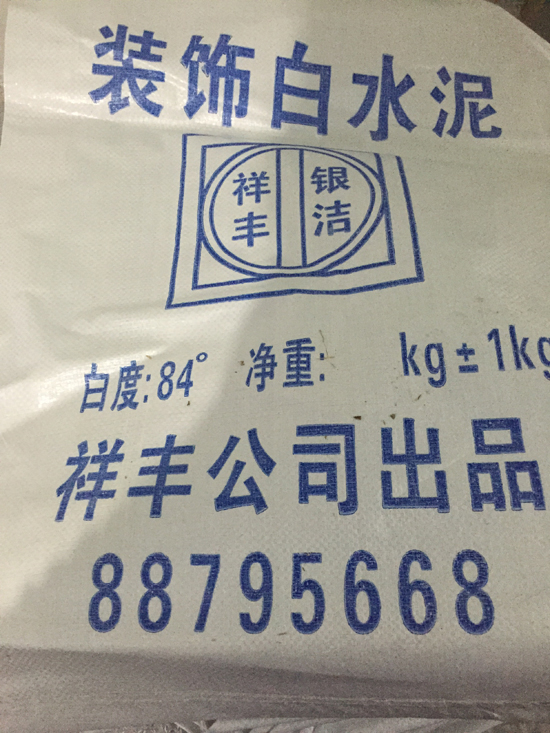 装饰白水泥
祥丰 银洁
白度:84° 净重: kg±1kg
祥丰公司出品
88795668